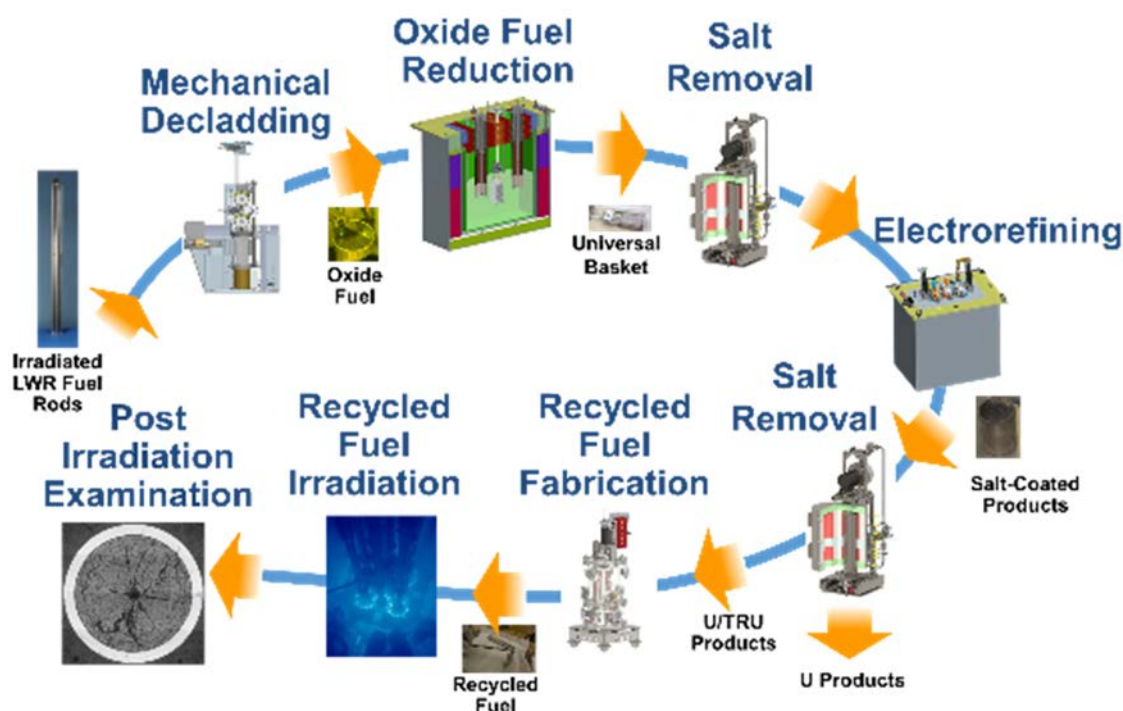 Irradiated
LWR Fuel
Rods
Mechanical
Decladding
Oxide
Fuel
Oxide Fuel
Reduction
Universal
Basket
Salt
Removal
Electrorefining
Salt-Coated
Products
Salt
Removal
U Products
U/TRU
Products
Recycled
Fuel
Fabrication
Recycled Fuel
Recycled
Fuel
Irradiation
Post
Irradiation
Examination